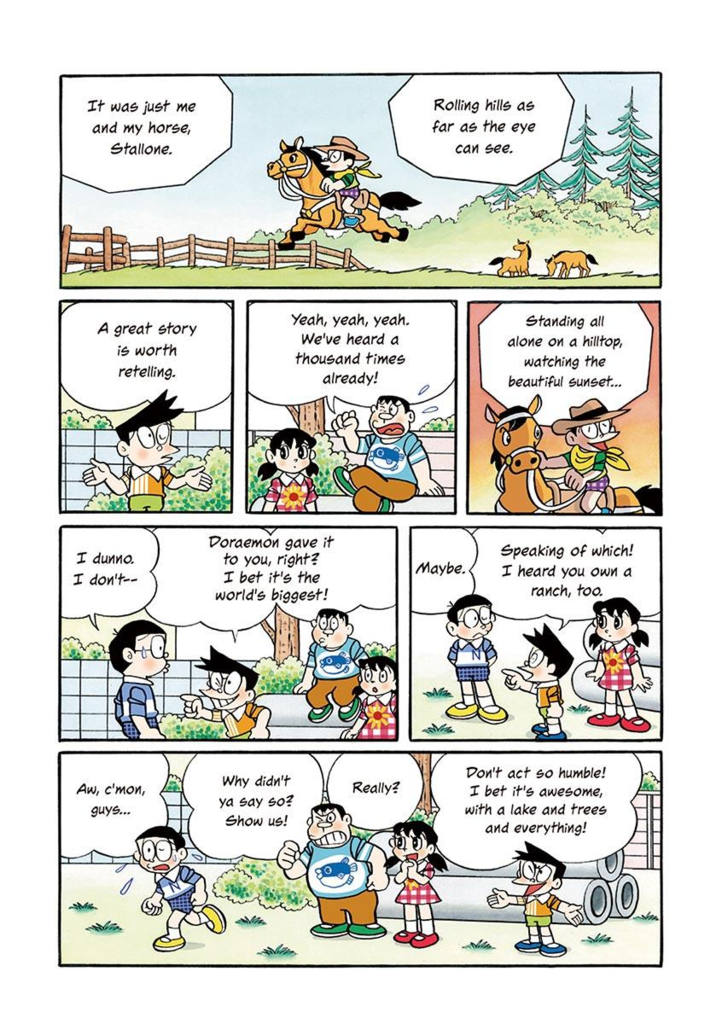 Rolling hills as
far as the eye
can see.
It was just me
and my horse,
Stallone.
Standing all
alone on a hilltop,
watching the
beautiful sunset...
Yeah, yeah, yeah.
We've heard a
thousand times
already!
A great story
is worth
retelling.
Speaking of which!
I heard you own a
ranch, too.
Maybe.
Doraemon gave it
to you, right?
I bet it's the
world's biggest!
I dunno.
I don't--
Don't act so humble!
I bet it's awesome,
with a lake and trees
and everything!
Really?
Why didn't
ya say so?
Show us!
Aw, c'mon,
guys...
N